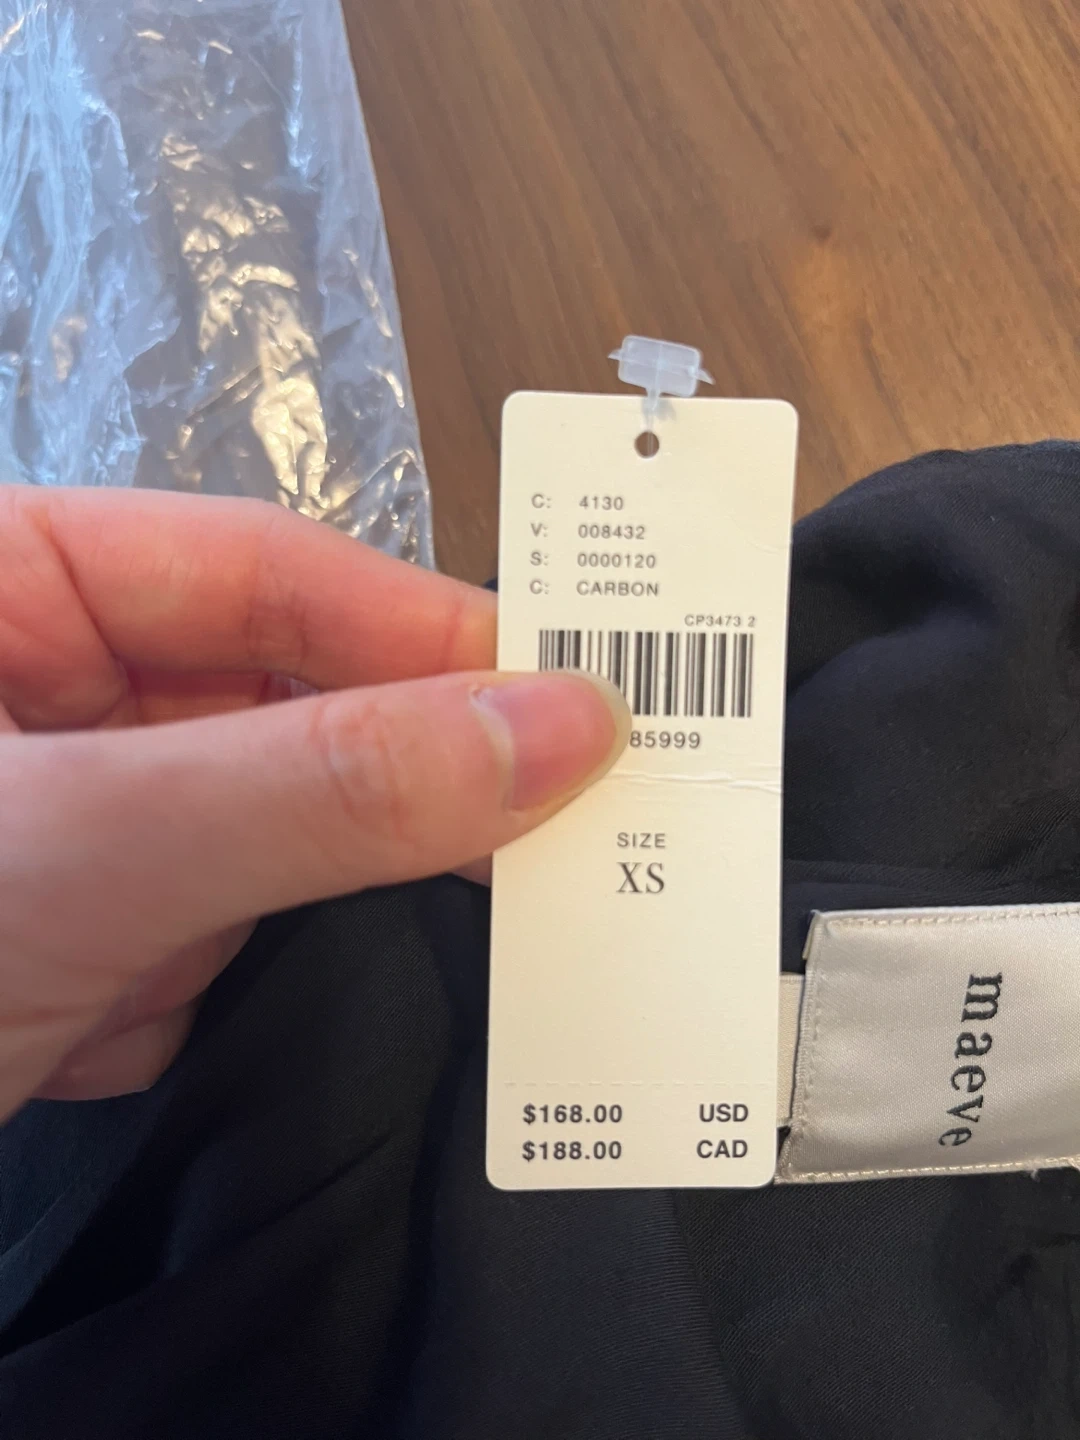 C: 4130
V: 008432
S: 0000120
C: CARBON
CP3473 2
85999
SIZE
XS
$168.00 USD
$188.00 CAD
maeve